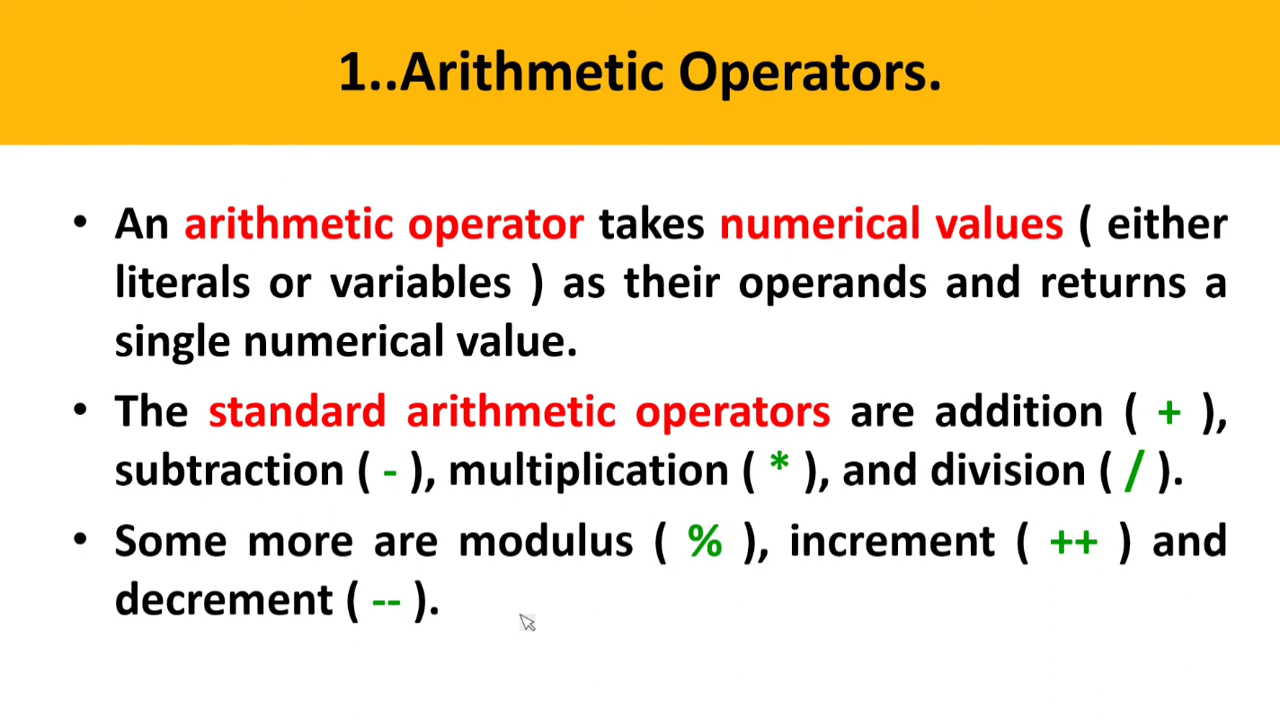 1..Arithmetic Operators.
• An arithmetic operator takes numerical values ( either
literals or variables ) as their operands and returns a
single numerical value.
• The standard arithmetic operators are addition ( + ),
subtraction ( - ), multiplication ( * ), and division ( / ).
• Some more are modulus ( % ), increment ( ++ ) and
decrement ( -- ).